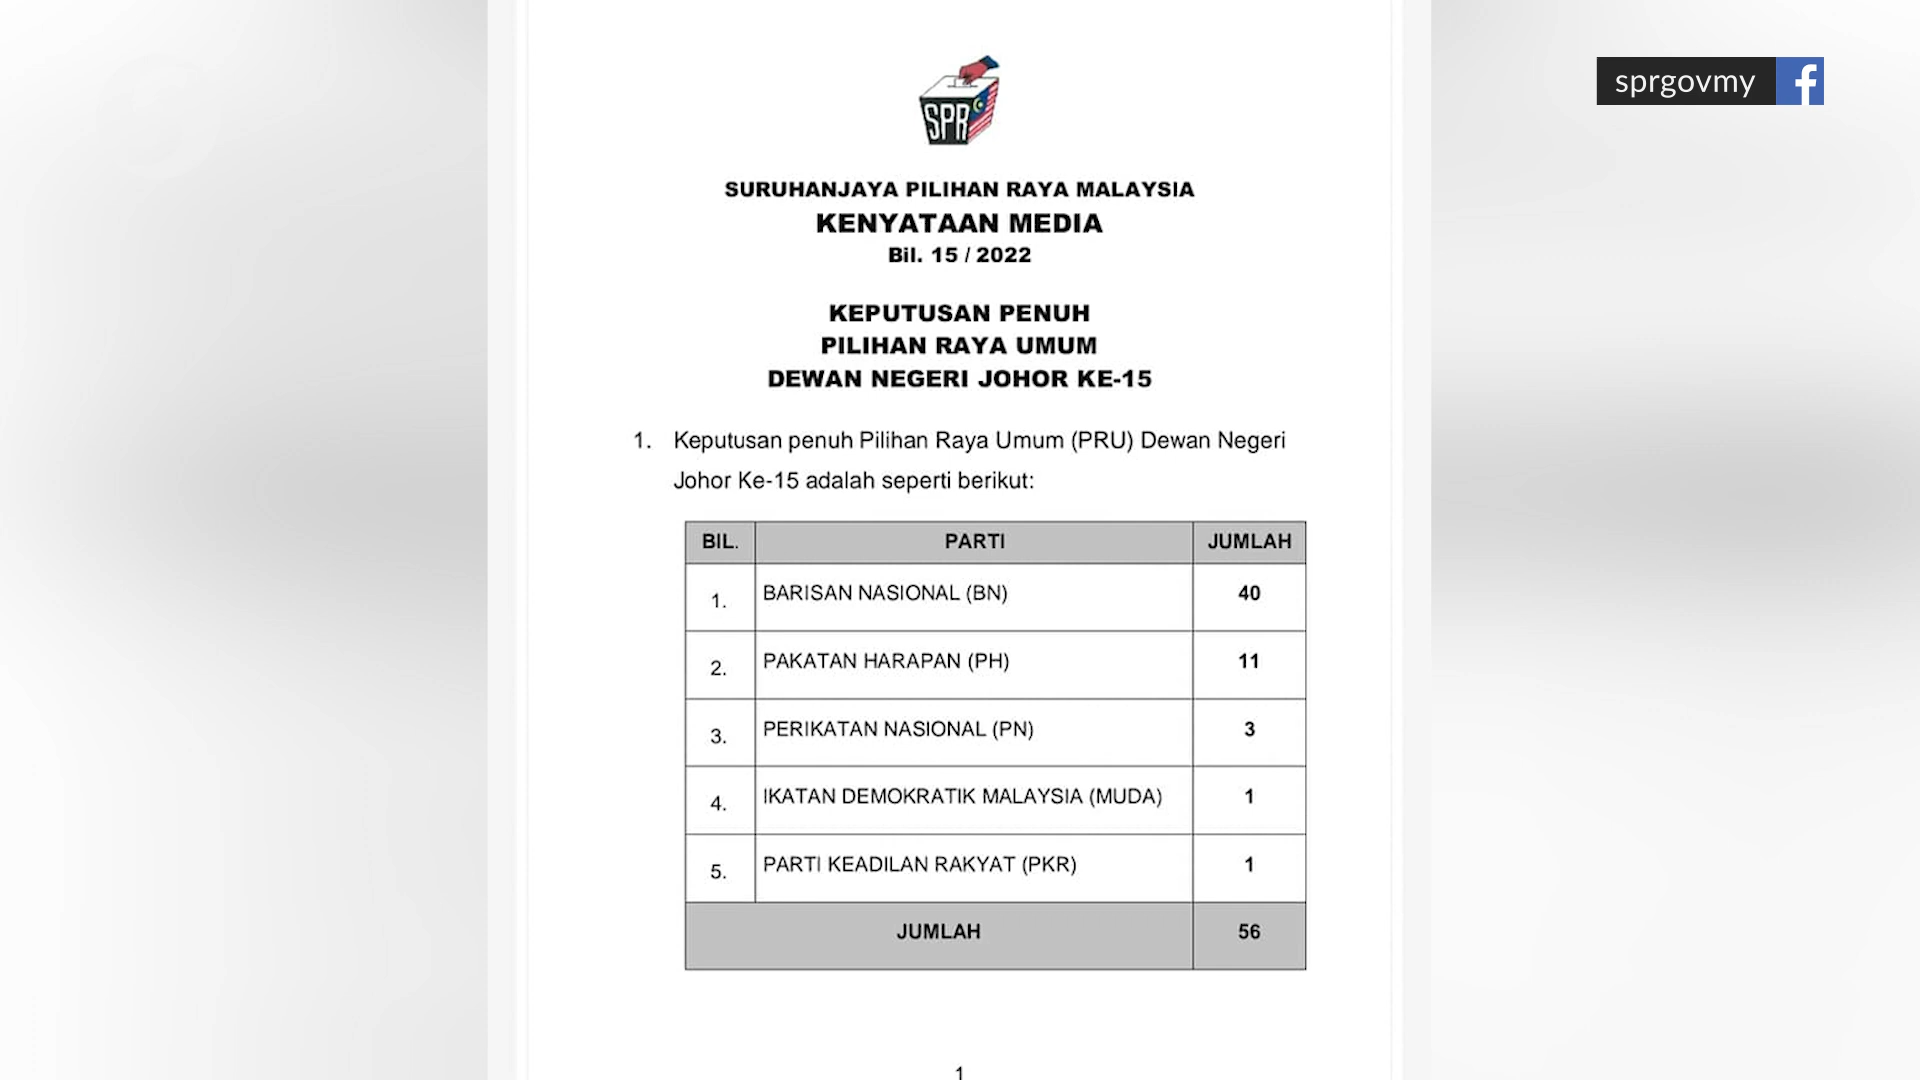 sprgovmy
SPR
SURUHANJAYA PILIHAN RAYA MALAYSIA
KENYATAAN MEDIA
Bil. 15 / 2022
KEPUTUSAN PENUH
PILIHAN RAYA UMUM
DEWAN NEGERI JOHOR KE-15
1. Keputusan penuh Pilihan Raya Umum (PRU) Dewan Negeri
Johor Ke-15 adalah seperti berikut:
BIL. PARTI JUMLAH
1. BARISAN NASIONAL (BN) 40
2. PAKATAN HARAPAN (PH) 11
3. PERIKATAN NASIONAL (PN) 3
4. IKATAN DEMOKRATIK MALAYSIA (MUDA) 1
5. PARTI KEADILAN RAKYAT (PKR) 1
JUMLAH 56
1